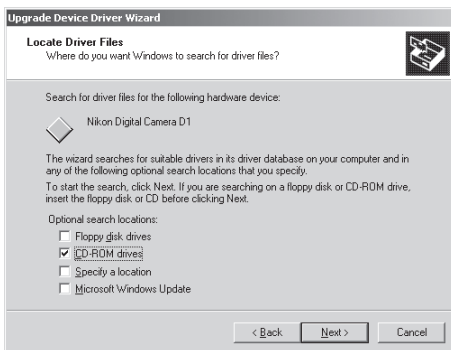 Upgrade Device Driver Wizard
Locate Driver Files
Where do you want Windows to search for driver files?
Search for driver files for the following hardware device:
Nikon Digital Camera D1
The wizard searches for suitable drivers in its driver database on your computer and in
any of the following optional search locations that you specify.
To start the search, click Next. If you are searching on a floppy disk or CD-ROM drive,
insert the floppy disk or CD before clicking Next.
Optional search locations:
Floppy disk drives
CD-ROM drives
Specify a location
Microsoft Windows Update
< Back Next > Cancel